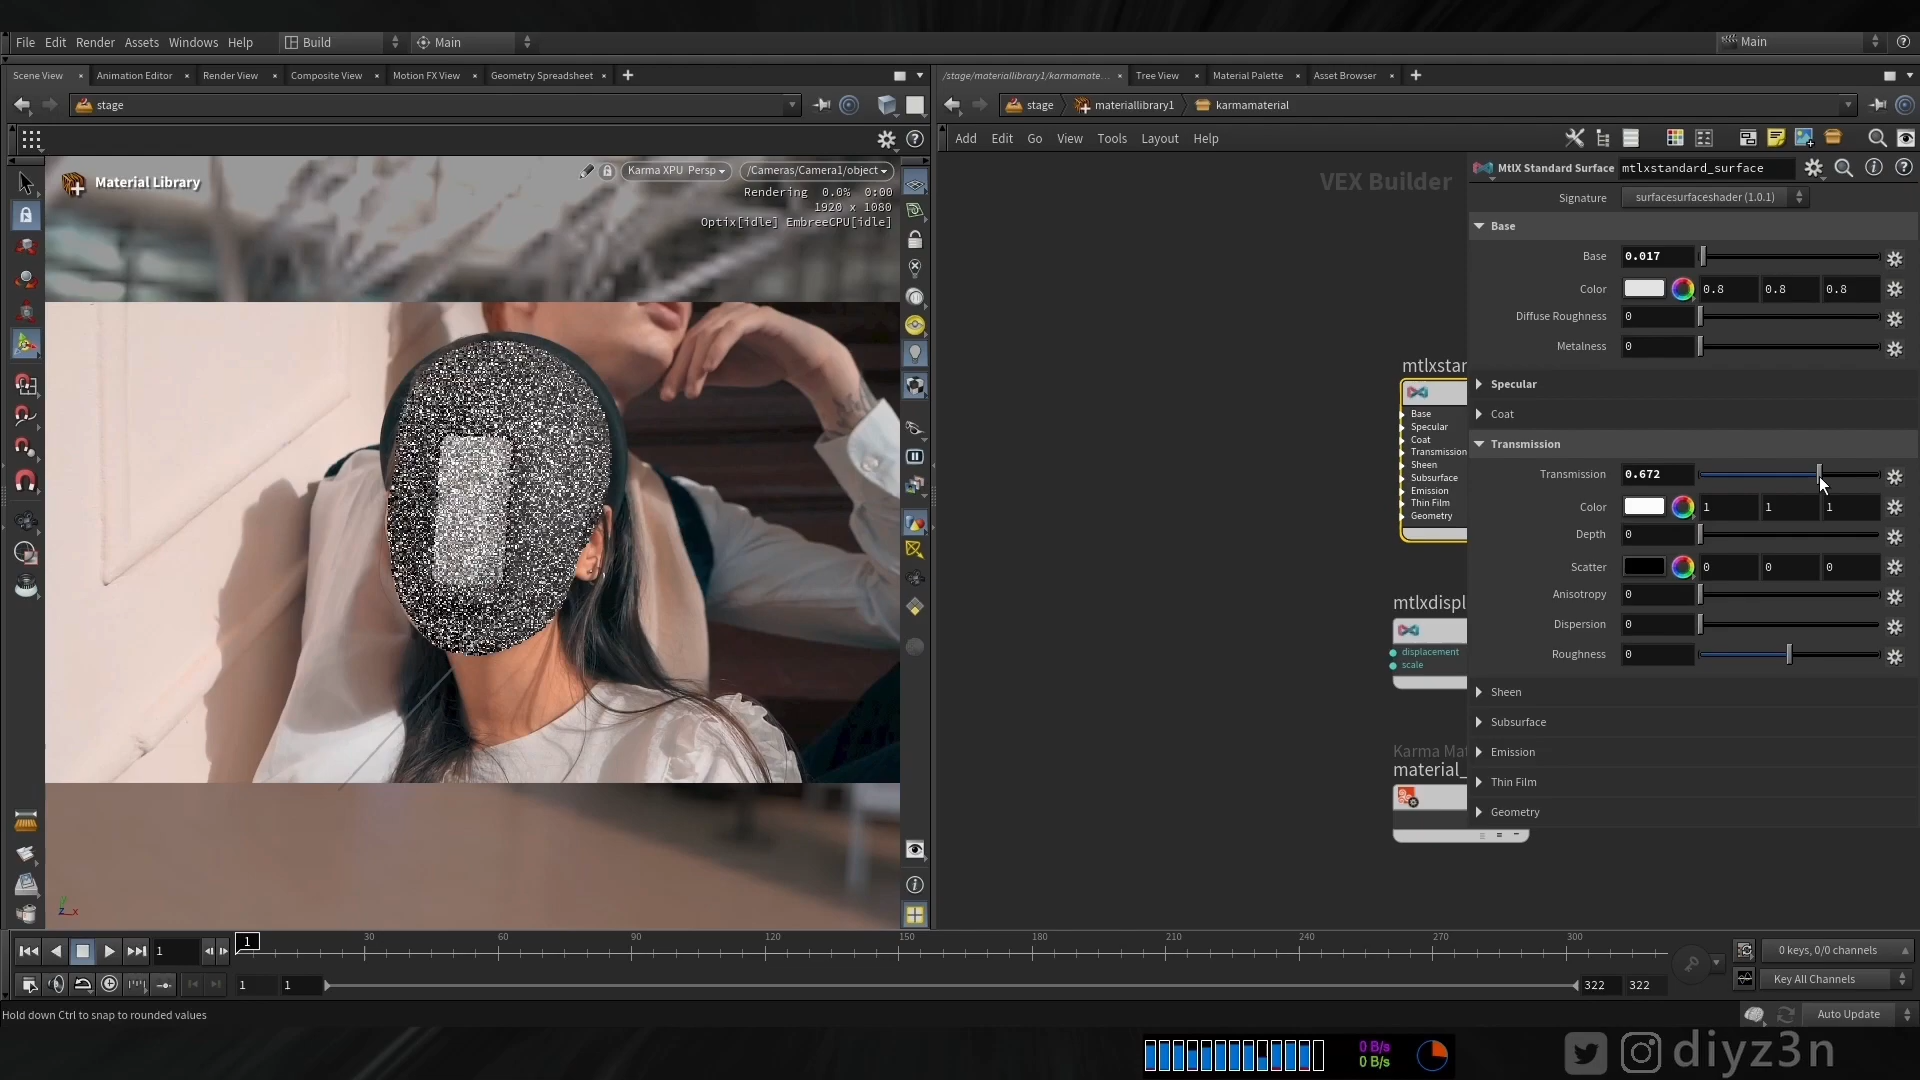 File Edit Render Assets Windows Help Build Main Main
Scene View Animation Editor Render View Composite View Motion FX View Geometry Spreadsheet
/stage/materiallibrary1/karmamate... Tree View Material Palette Asset Browser
stage
stage materiallibrary1 karmamaterial
Add Edit Go View Tools Layout Help
Material Library
Karma XPU Persp /Cameras/Camera1/object
Rendering 0.0% 0:00
1920 x 1080
Optix[idle] EmbreeCPU[idle]
VEX Builder
mtlxstan
Base
Specular
Coat
Transmission
Sheen
Subsurface
Emission
Thin Film
Geometry
mtlxdispl
displacement
scale
Karma Mat
material_
MtlX Standard Surface mtlxstandard_surface
Signature surfacesurfaceshader (1.0.1)
Base
Base 0.017
Color 0.8 0.8 0.8
Diffuse Roughness 0
Metalness 0
Specular
Coat
Transmission
Transmission 0.672
Color 1 1 1
Depth 0
Scatter 0 0 0
Anisotropy 0
Dispersion 0
Roughness 0
Sheen
Subsurface
Emission
Thin Film
Geometry
z x
1 1 30 60 90 120 150 180 210 240 270 300
0 keys, 0/0 channels
1 1 322 322
Key All Channels
Hold down Ctrl to snap to rounded values
Auto Update
0 B/s
0 B/s
diyz3n